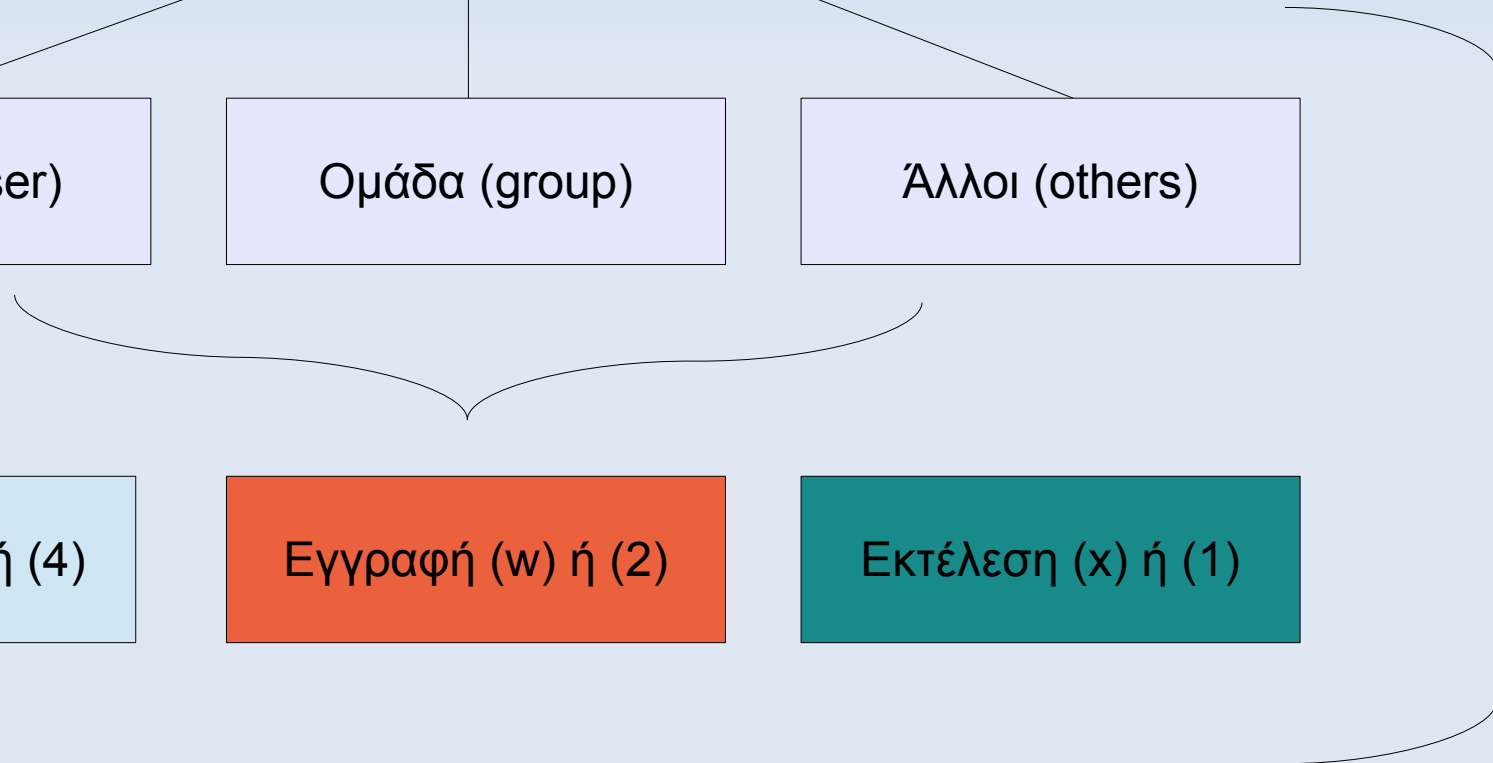 ser)
Ομάδα (group)
Άλλοι (others)
ή (4)
Εγγραφή (w) ή (2)
Εκτέλεση (x) ή (1)